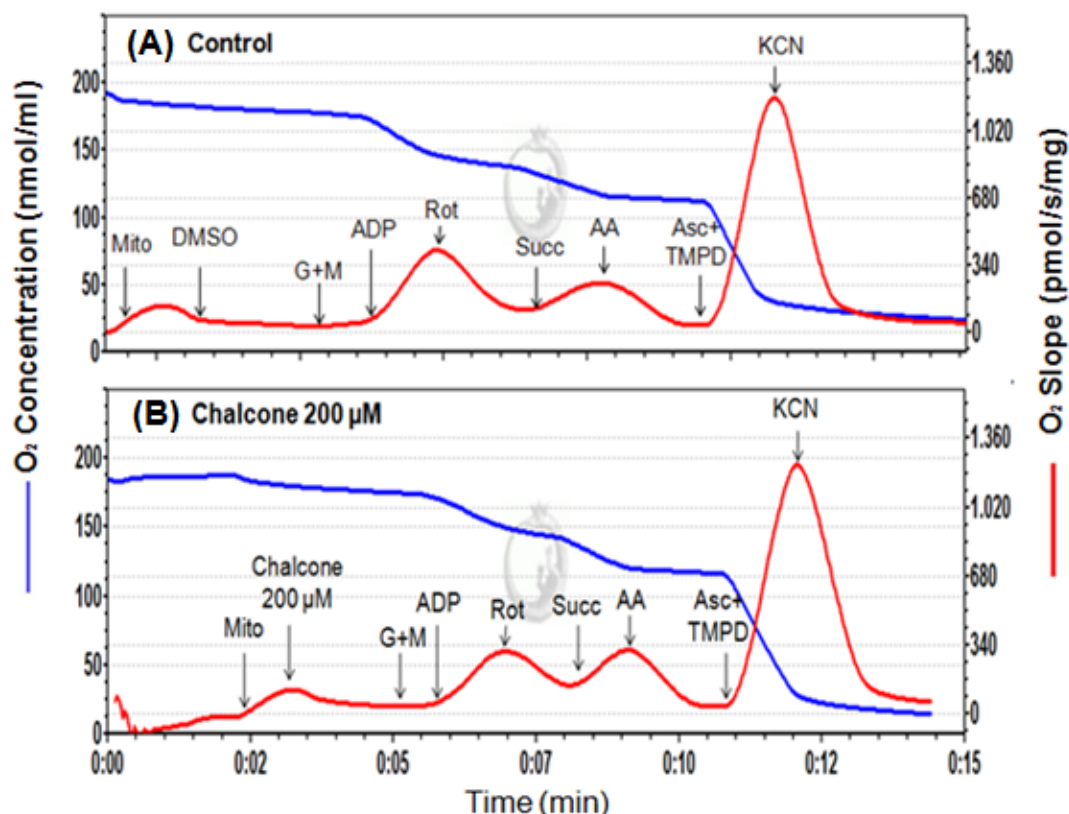 (A) Control
KCN
Rot
ADP
DMSO
Mito
G+M
Succ
AA
Asc+
TMPD
200
150
100
50
0
1.360
1.020
680
340
0
(B) Chalcone 200 µM
KCN
Chalcone
200 µM
Mito
G+M
ADP
Rot
Succ
AA
Asc+
TMPD
200
150
100
50
0
1.360
1.020
680
340
0
0:00
0:02
0:05
0:07
0:10
0:12
0:15
Time (min)
O₂ Concentration (nmol/ml)
O₂ Slope (pmol/s/mg)